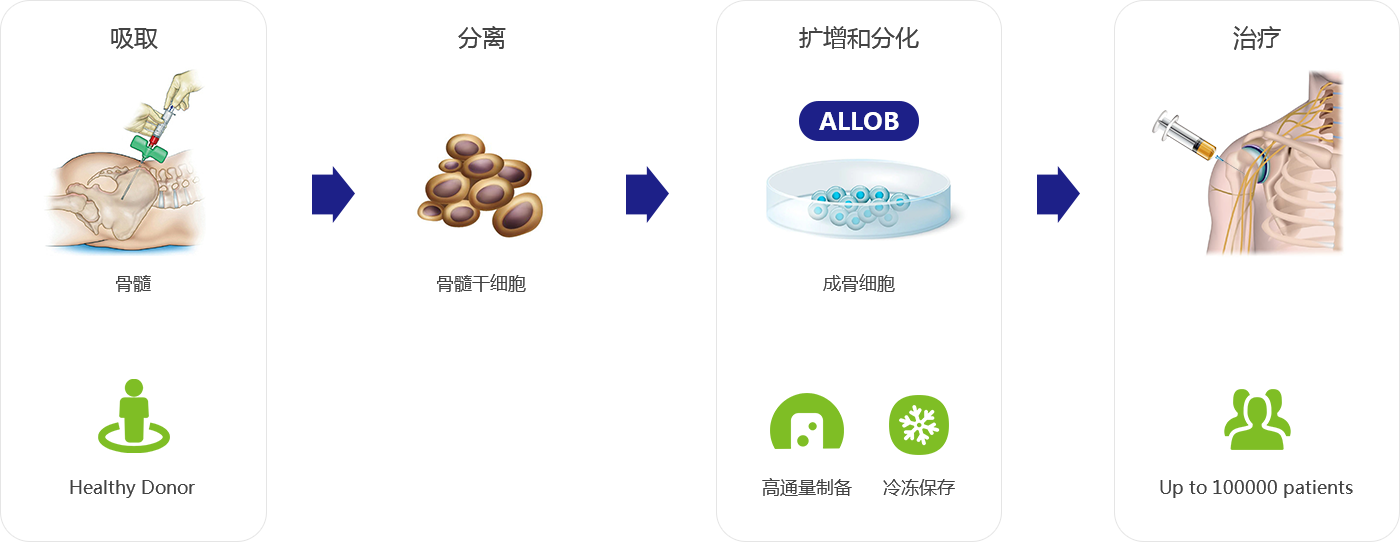 吸取
分离
扩增和分化
治疗
ALLOB
骨髓
骨髓干细胞
成骨细胞
Healthy Donor
高通量制备
冷冻保存
Up to 100000 patients